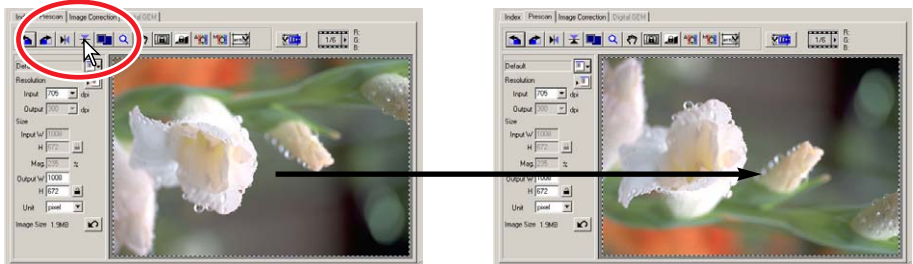 Index Prescan Image Correction Digital GEM
1/6
R:
G:
B:
Default
Resolution
Input 705 dpi
Output 300 dpi
Size
Input W 1008
H 672
Mag. 235 %
Output W 1008
H 672
Unit pixel
Image Size 1.9MB
Index Prescan Image Correction Digital GEM
1/6
R:
G:
B:
Default
Resolution
Input 705 dpi
Output 300 dpi
Size
Input W 1008
H 672
Mag. 235 %
Output W 1008
H 672
Unit pixel
Image Size 1.9MB